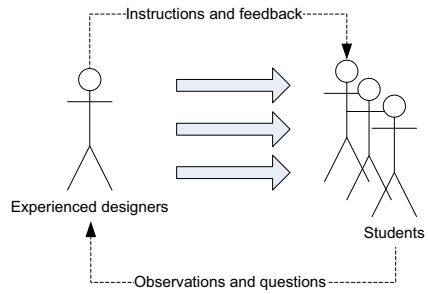 Instructions and feedback
Experienced designers
Students
Observations and questions